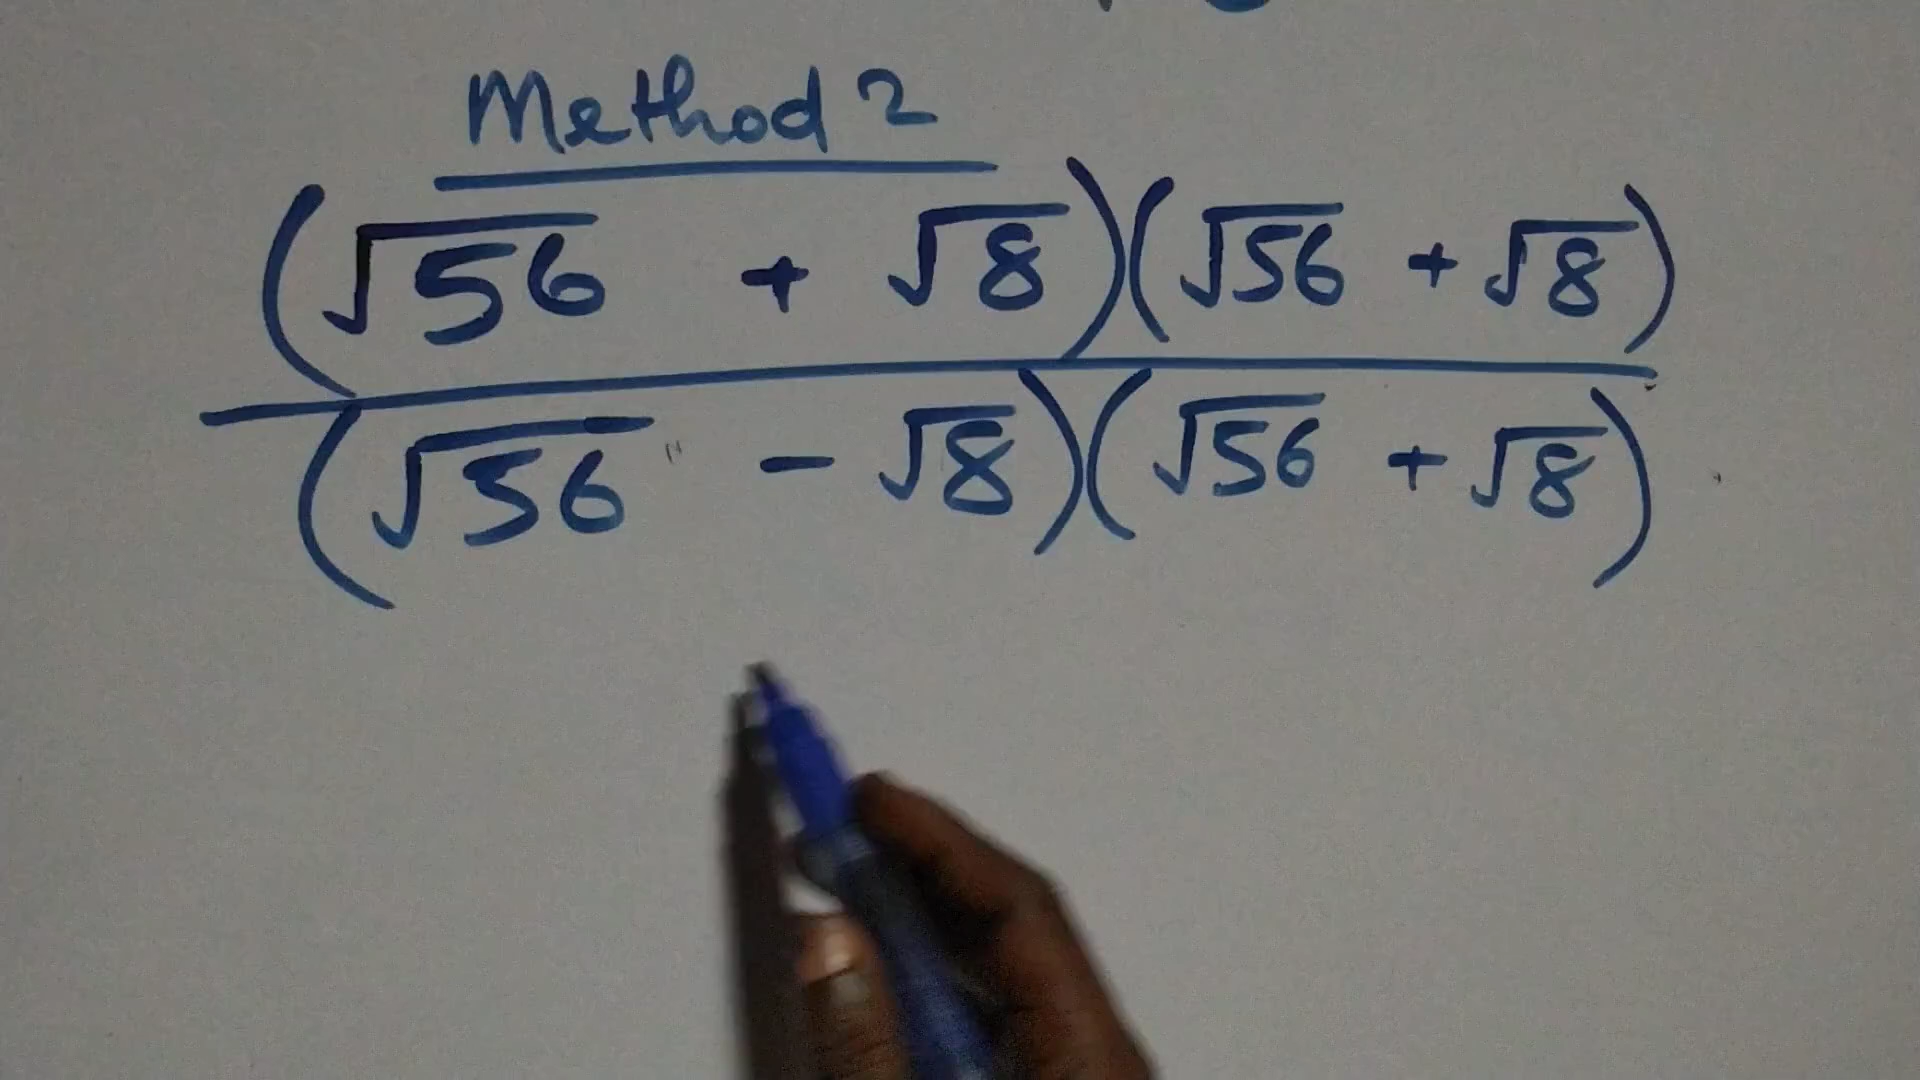 Method 2
(√56 + √8)(√56 + √8)
(√56 - √8)(√56 + √8)